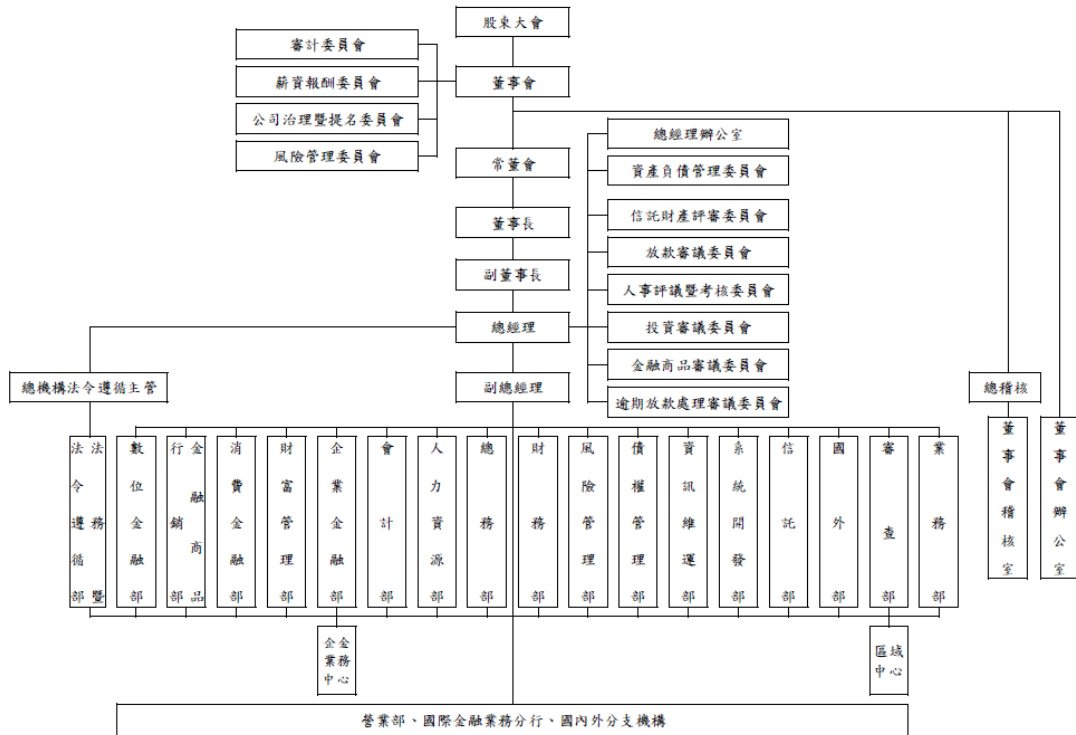 股東大會
審計委員會
董事會
薪資報酬委員會
公司治理暨提名委員會
風險管理委員會
常董會
總經理辦公室
資產負債管理委員會
董事長
信託財產評審委員會
放款審議委員會
副董事長
人事評議暨考核委員會
總經理
投資審議委員會
金融商品審議委員會
總機構法令遵循主管
副總經理
總稽核
逾期放款處理審議委員會
法務暨
法令遵循部
數位金融部
金融商品
行銷部
消費金融部
財富管理部
企業金融部
會計部
人力資源部
總務部
財務部
風險管理部
債權管理部
資訊維運部
系統開發部
信託部
國外部
審查部
業務部
董事會稽核室
董事會辦公室
企金
業務
中心
區域
中心
營業部、國際金融業務分行、國內外分支機構